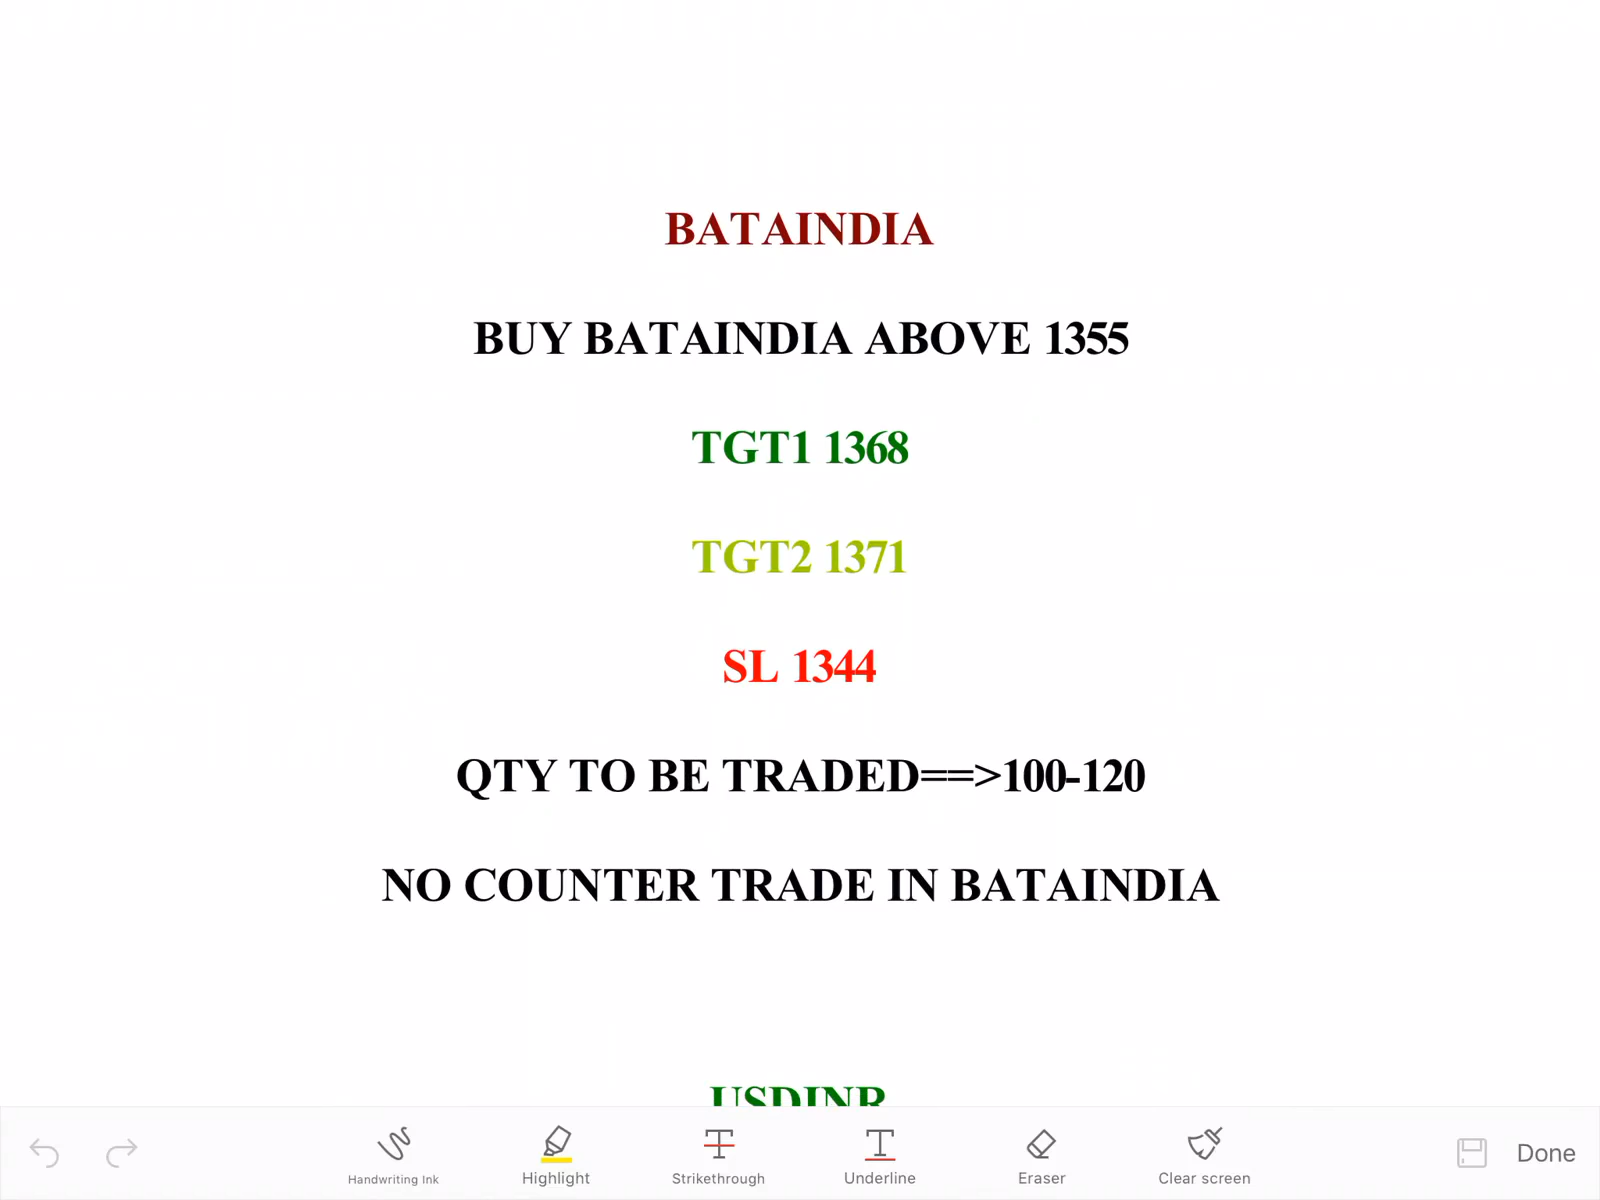 BATAINDIA
BUY BATAINDIA ABOVE 1355
TGT1 1368
TGT2 1371
SL 1344
QTY TO BE TRADED==>100-120
NO COUNTER TRADE IN BATAINDIA
USDINR
Handwriting Ink
Highlight
Strikethrough
Underline
Eraser
Clear screen
Done